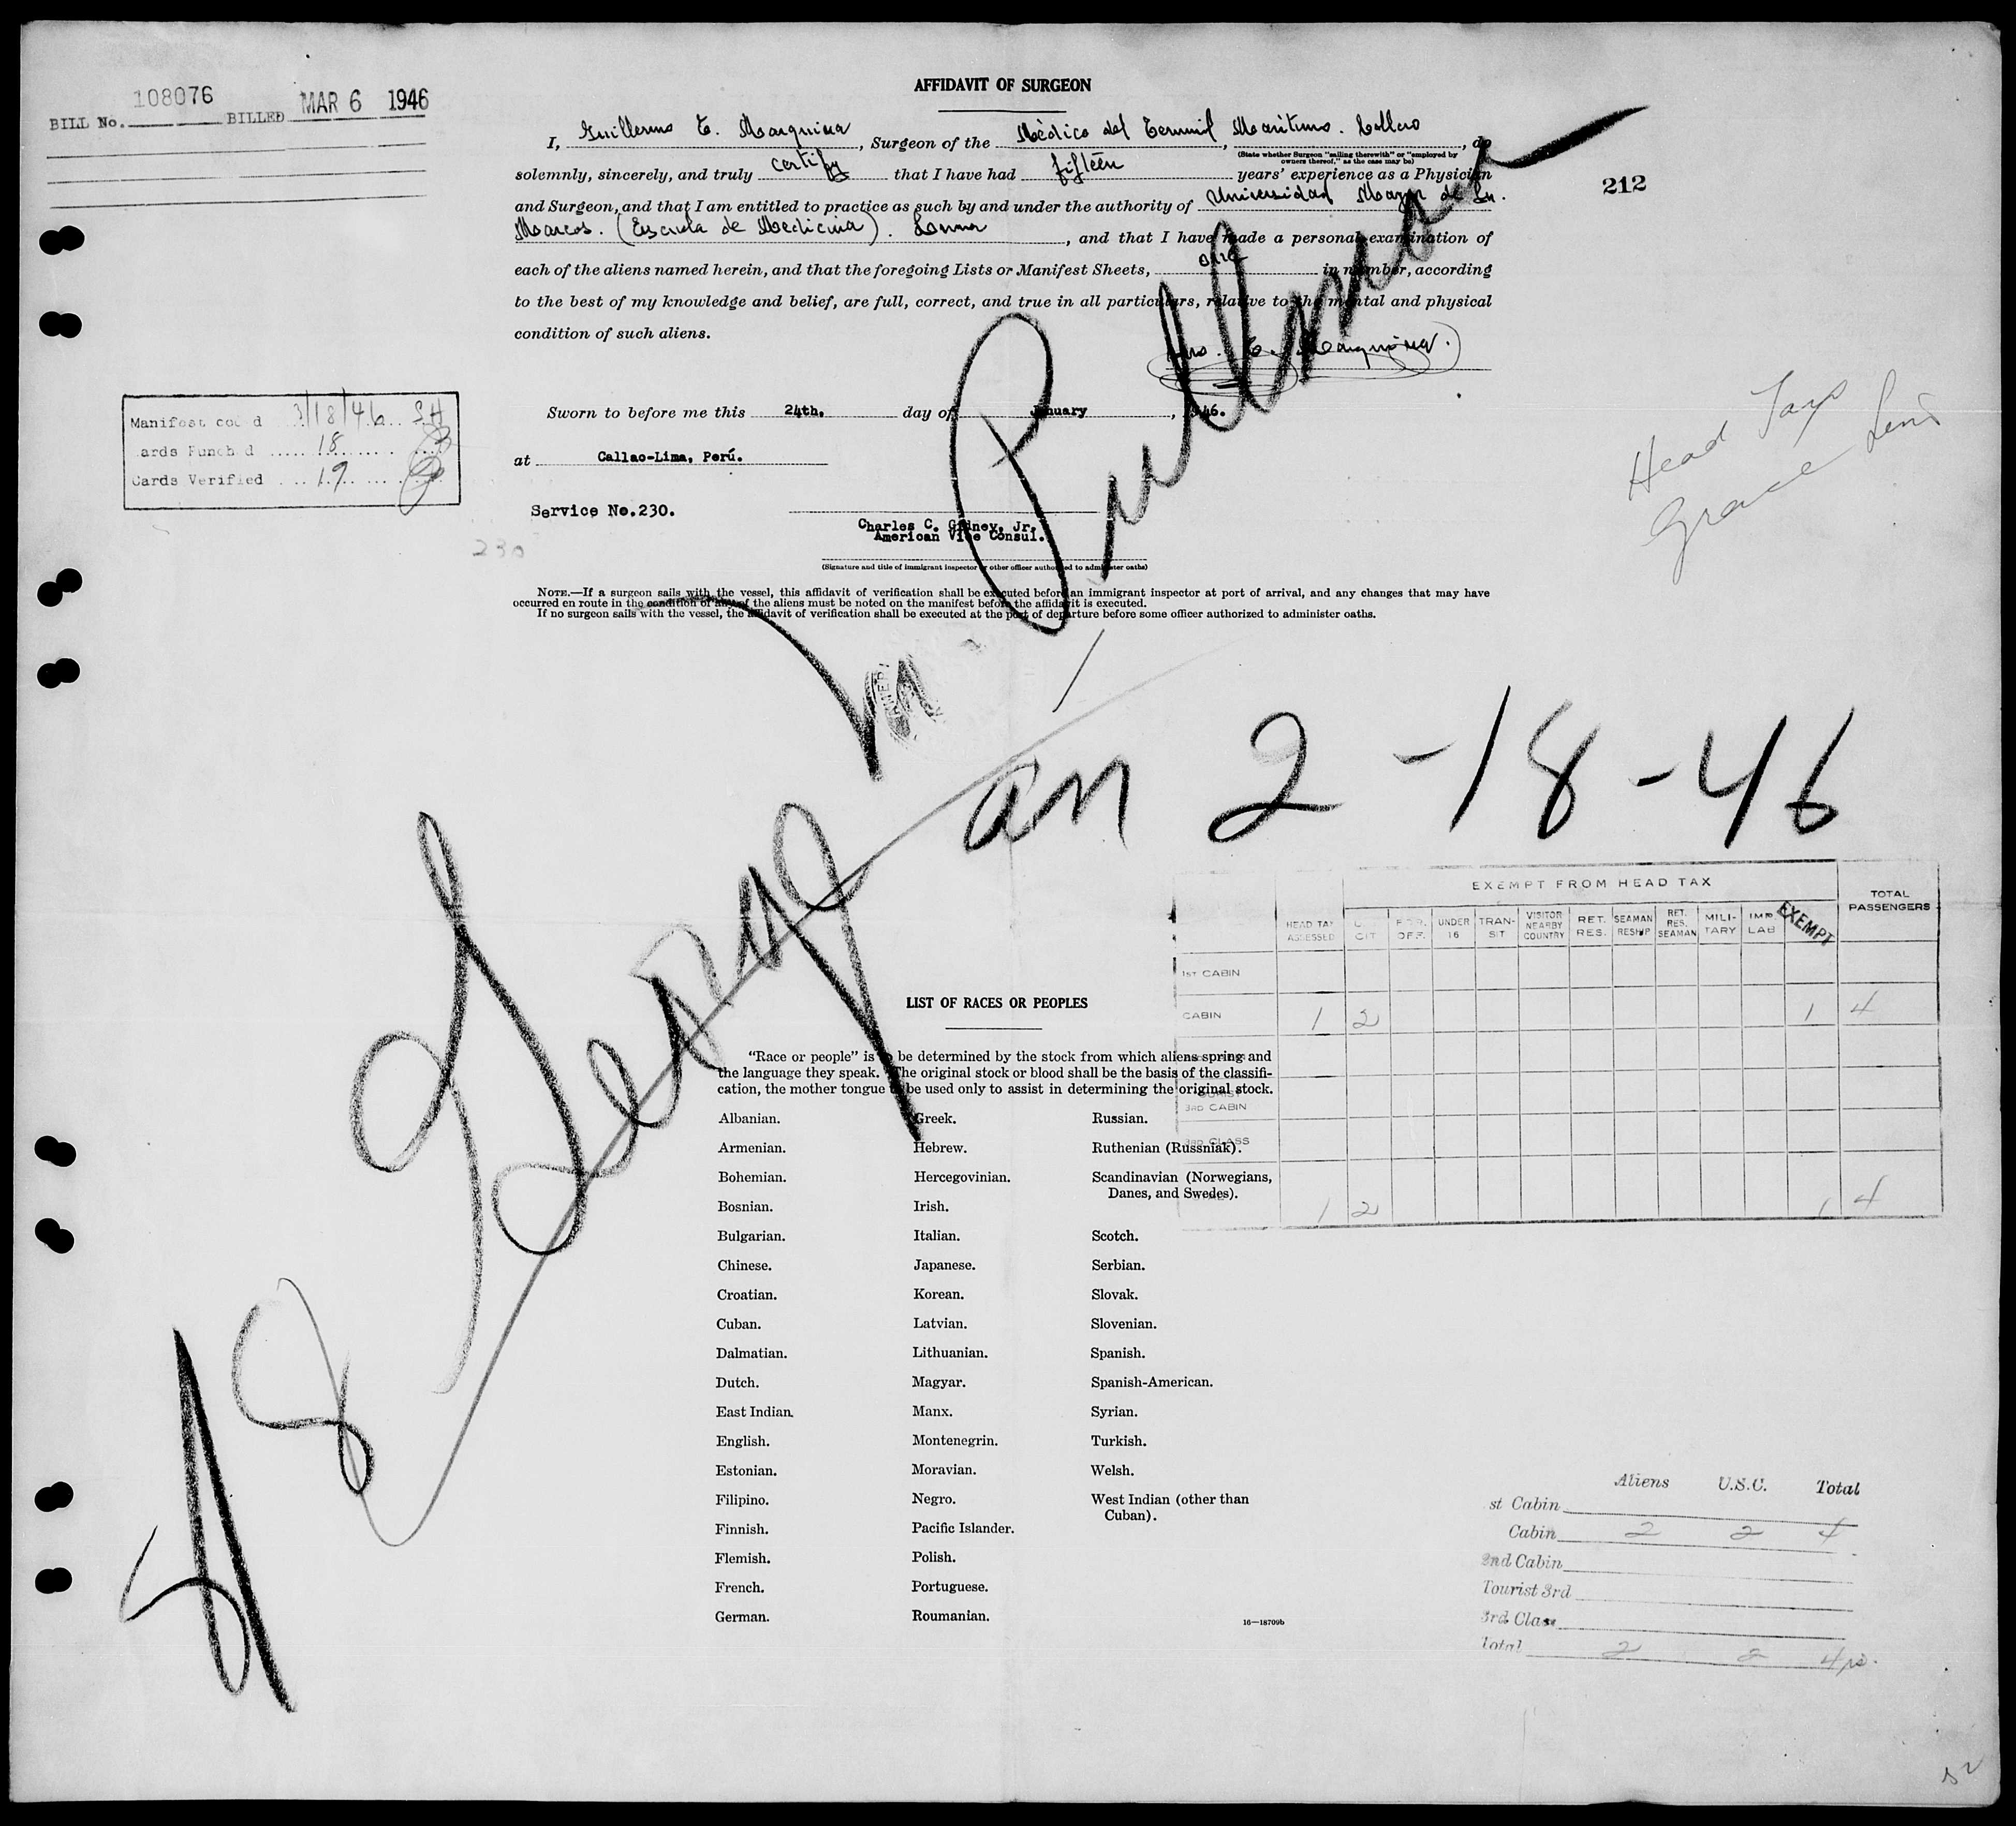 108076
BILL No. BILLED MAR 6 1946
212
AFFIDAVIT OF SURGEON
I, Guillermo E. Marquina, Surgeon of the Médico del Terminal Marítimo. Callao, do
(State whether Surgeon "sailing therewith" or "employed by owners thereof," as the case may be)
solemnly, sincerely, and truly certify that I have had fifteen years' experience as a Physician
and Surgeon, and that I am entitled to practice as such by and under the authority of Universidad Mayor de Sn.
Marcos. (Escuela de Medicina). Lima, and that I have made a personal examination of
each of the aliens named herein, and that the foregoing Lists or Manifest Sheets, one in number, according
to the best of my knowledge and belief, are full, correct, and true in all particulars, relative to the mental and physical
condition of such aliens.
E. Marquina.
Sworn to before me this 24th. day of January, 1946.
at Callao-Lima, Perú.
Service No.230.
230
Charles C. Gidney, Jr.
American Vice Consul.
(Signature and title of immigrant inspector or other officer authorized to administer oaths)
NOTE.—If a surgeon sails with the vessel, this affidavit of verification shall be executed before an immigrant inspector at port of arrival, and any changes that may have
occurred en route in the condition of any of the aliens must be noted on the manifest before the affidavit is executed.
If no surgeon sails with the vessel, the affidavit of verification shall be executed at the port of departure before some officer authorized to administer oaths.
Manifest coded 3/18/46 SH
Cards Punched 18
Cards Verified 19
Head Tax
Grace Line
SS George M. Pullman
arr 2-18-46
EXEMPT FROM HEAD TAX
HEAD TAX ASSESSED
U.S. CIT
FOR. OFF.
UNDER 16
TRAN-SIT
VISITOR NEARBY COUNTRY
RET. RES.
SEAMAN RESHIP
RET. RES. SEAMAN
MILI-TARY
IMP. LAB
EXEMPT
TOTAL PASSENGERS
1ST CABIN
CABIN 1 2 1 4
3RD CABIN
3RD CLASS
1 2 1 4
LIST OF RACES OR PEOPLES
"Race or people" is to be determined by the stock from which aliens spring and
the language they speak. The original stock or blood shall be the basis of the classifi-
cation, the mother tongue to be used only to assist in determining the original stock.
Albanian.
Armenian.
Bohemian.
Bosnian.
Bulgarian.
Chinese.
Croatian.
Cuban.
Dalmatian.
Dutch.
East Indian.
English.
Estonian.
Filipino.
Finnish.
Flemish.
French.
German.
Greek.
Hebrew.
Hercegovinian.
Irish.
Italian.
Japanese.
Korean.
Latvian.
Lithuanian.
Magyar.
Manx.
Montenegrin.
Moravian.
Negro.
Pacific Islander.
Polish.
Portuguese.
Roumanian.
Russian.
Ruthenian (Russniak).
Scandinavian (Norwegians,
Danes, and Swedes).
Scotch.
Serbian.
Slovak.
Slovenian.
Spanish.
Spanish-American.
Syrian.
Turkish.
Welsh.
West Indian (other than
Cuban).
16—18709b
Aliens U.S.C. Total
st Cabin
Cabin 2 2 4
2nd Cabin
Tourist 3rd
3rd Class
Total 2 2 4
52